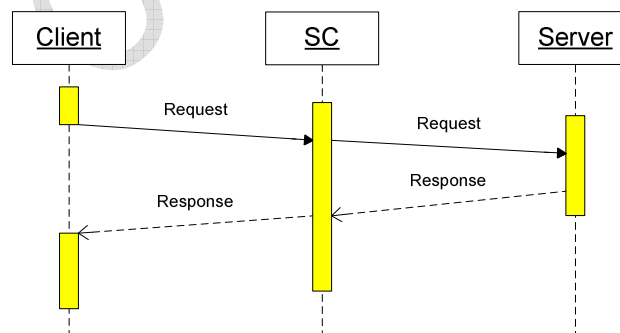 Client
SC
Server
Request
Request
Response
Response